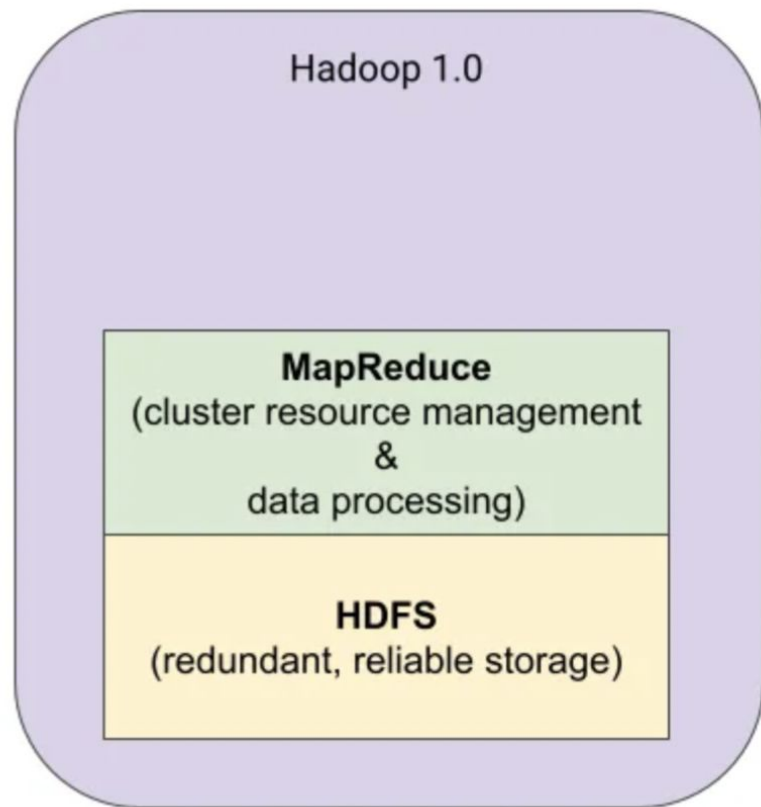 Hadoop 1.0
MapReduce
(cluster resource management
&
data processing)
HDFS
(redundant, reliable storage)